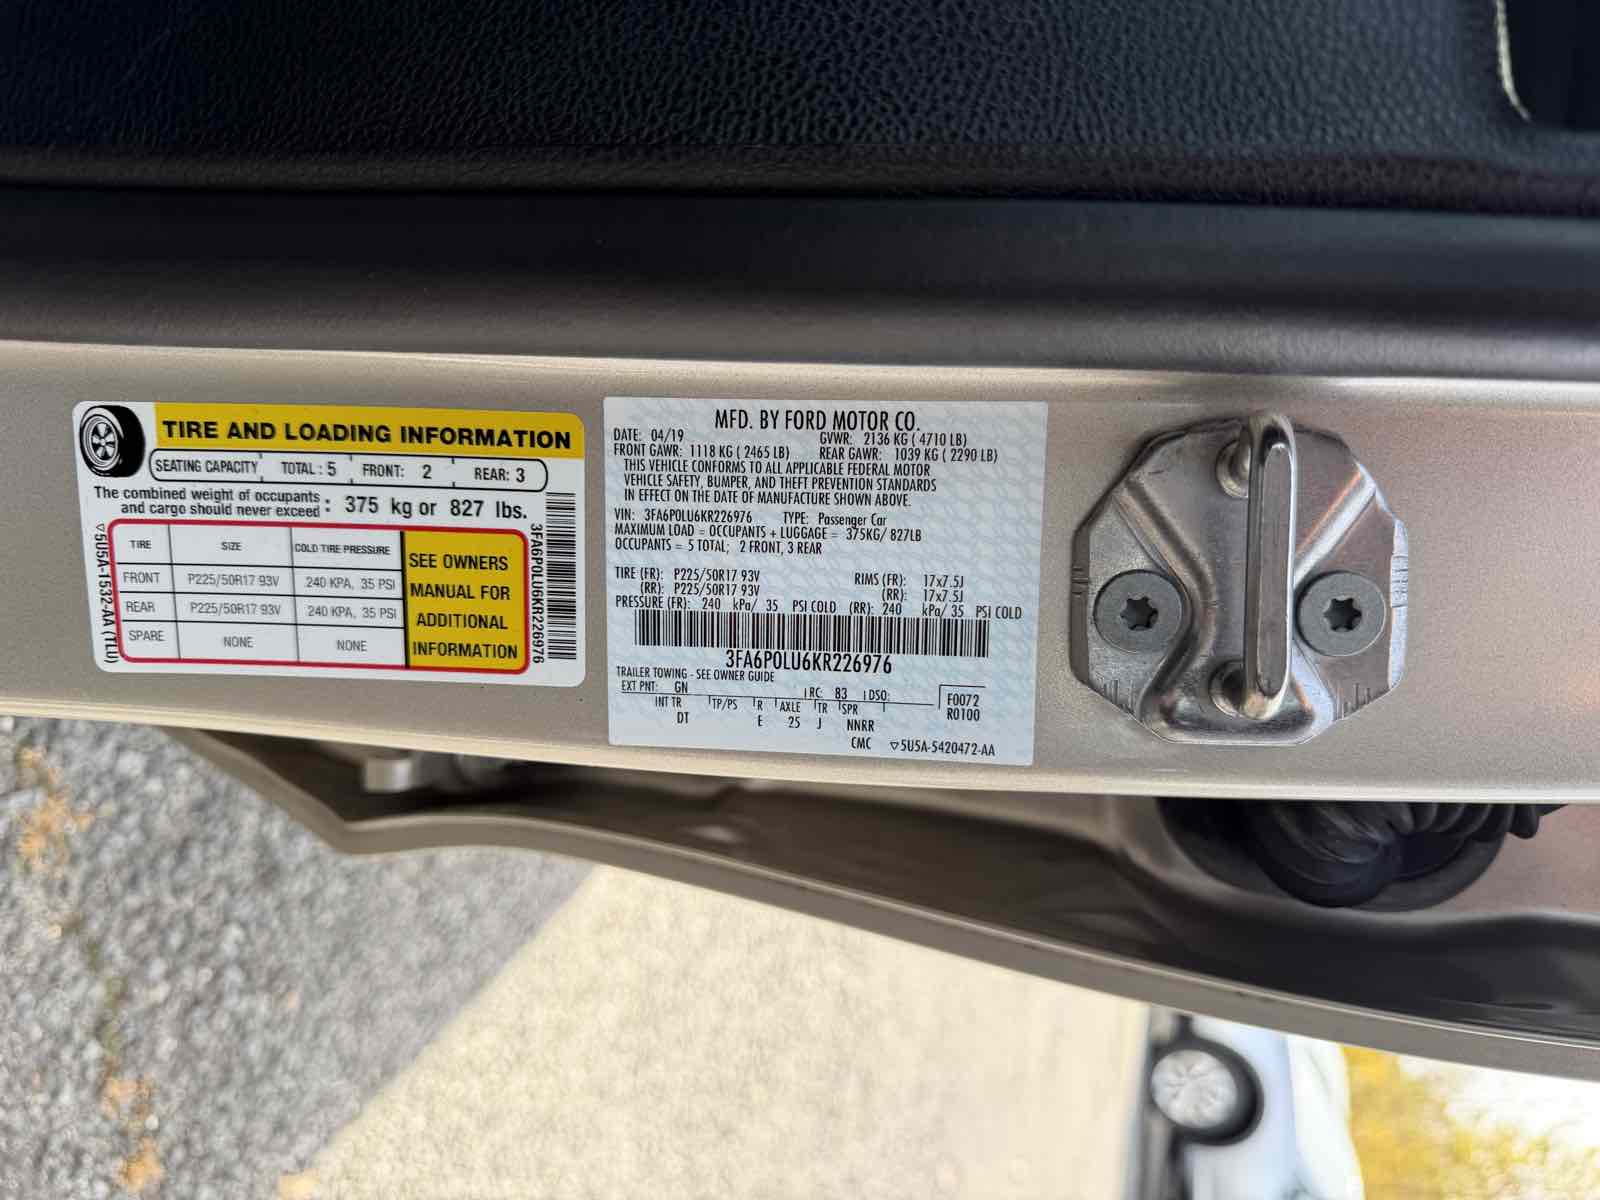 TIRE AND LOADING INFORMATION
SEATING CAPACITY TOTAL: 5 FRONT: 2 REAR: 3
The combined weight of occupants and cargo should never exceed : 375 kg or 827 lbs.
TIRE SIZE COLD TIRE PRESSURE
FRONT P225/50R17 93V 240 KPA, 35 PSI
REAR P225/50R17 93V 240 KPA, 35 PSI
SPARE NONE NONE
SEE OWNERS
MANUAL FOR
ADDITIONAL
INFORMATION
3FA6P0LU6KR226976
▽5U5A-1532-AA (TLU)
MFD. BY FORD MOTOR CO.
DATE: 04/19 GVWR: 2136 KG ( 4710 LB)
FRONT GAWR: 1118 KG ( 2465 LB) REAR GAWR: 1039 KG ( 2290 LB)
THIS VEHICLE CONFORMS TO ALL APPLICABLE FEDERAL MOTOR
VEHICLE SAFETY, BUMPER, AND THEFT PREVENTION STANDARDS
IN EFFECT ON THE DATE OF MANUFACTURE SHOWN ABOVE.
VIN: 3FA6P0LU6KR226976 TYPE: Passenger Car
MAXIMUM LOAD = OCCUPANTS + LUGGAGE = 375KG/ 827LB
OCCUPANTS = 5 TOTAL; 2 FRONT, 3 REAR
TIRE (FR): P225/50R17 93V RIMS (FR): 17x7.5J
(RR): P225/50R17 93V (RR): 17x7.5J
PRESSURE (FR): 240 kPa/ 35 PSI COLD (RR): 240 kPa/ 35 PSI COLD
3FA6P0LU6KR226976
TRAILER TOWING - SEE OWNER GUIDE
EXT PNT: GN RC: 83 DSO: F0072
INT TR TP/PS R AXLE TR SPR R0100
DT E 25 J NNRR
CMC ▽5U5A-5420472-AA